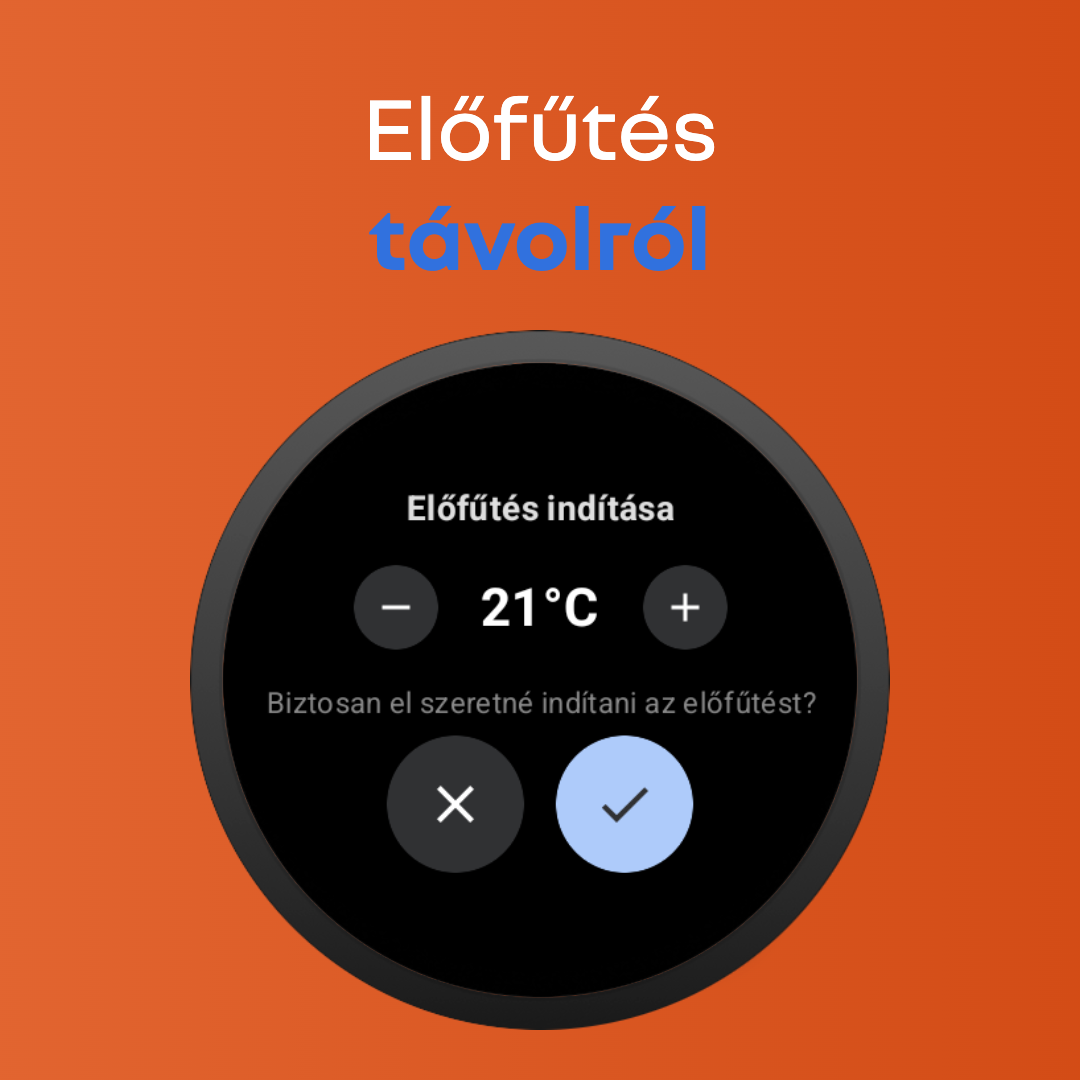 Előfűtés
távolról
Előfűtés indítása
21°C
Biztosan el szeretné indítani az előfűtést?